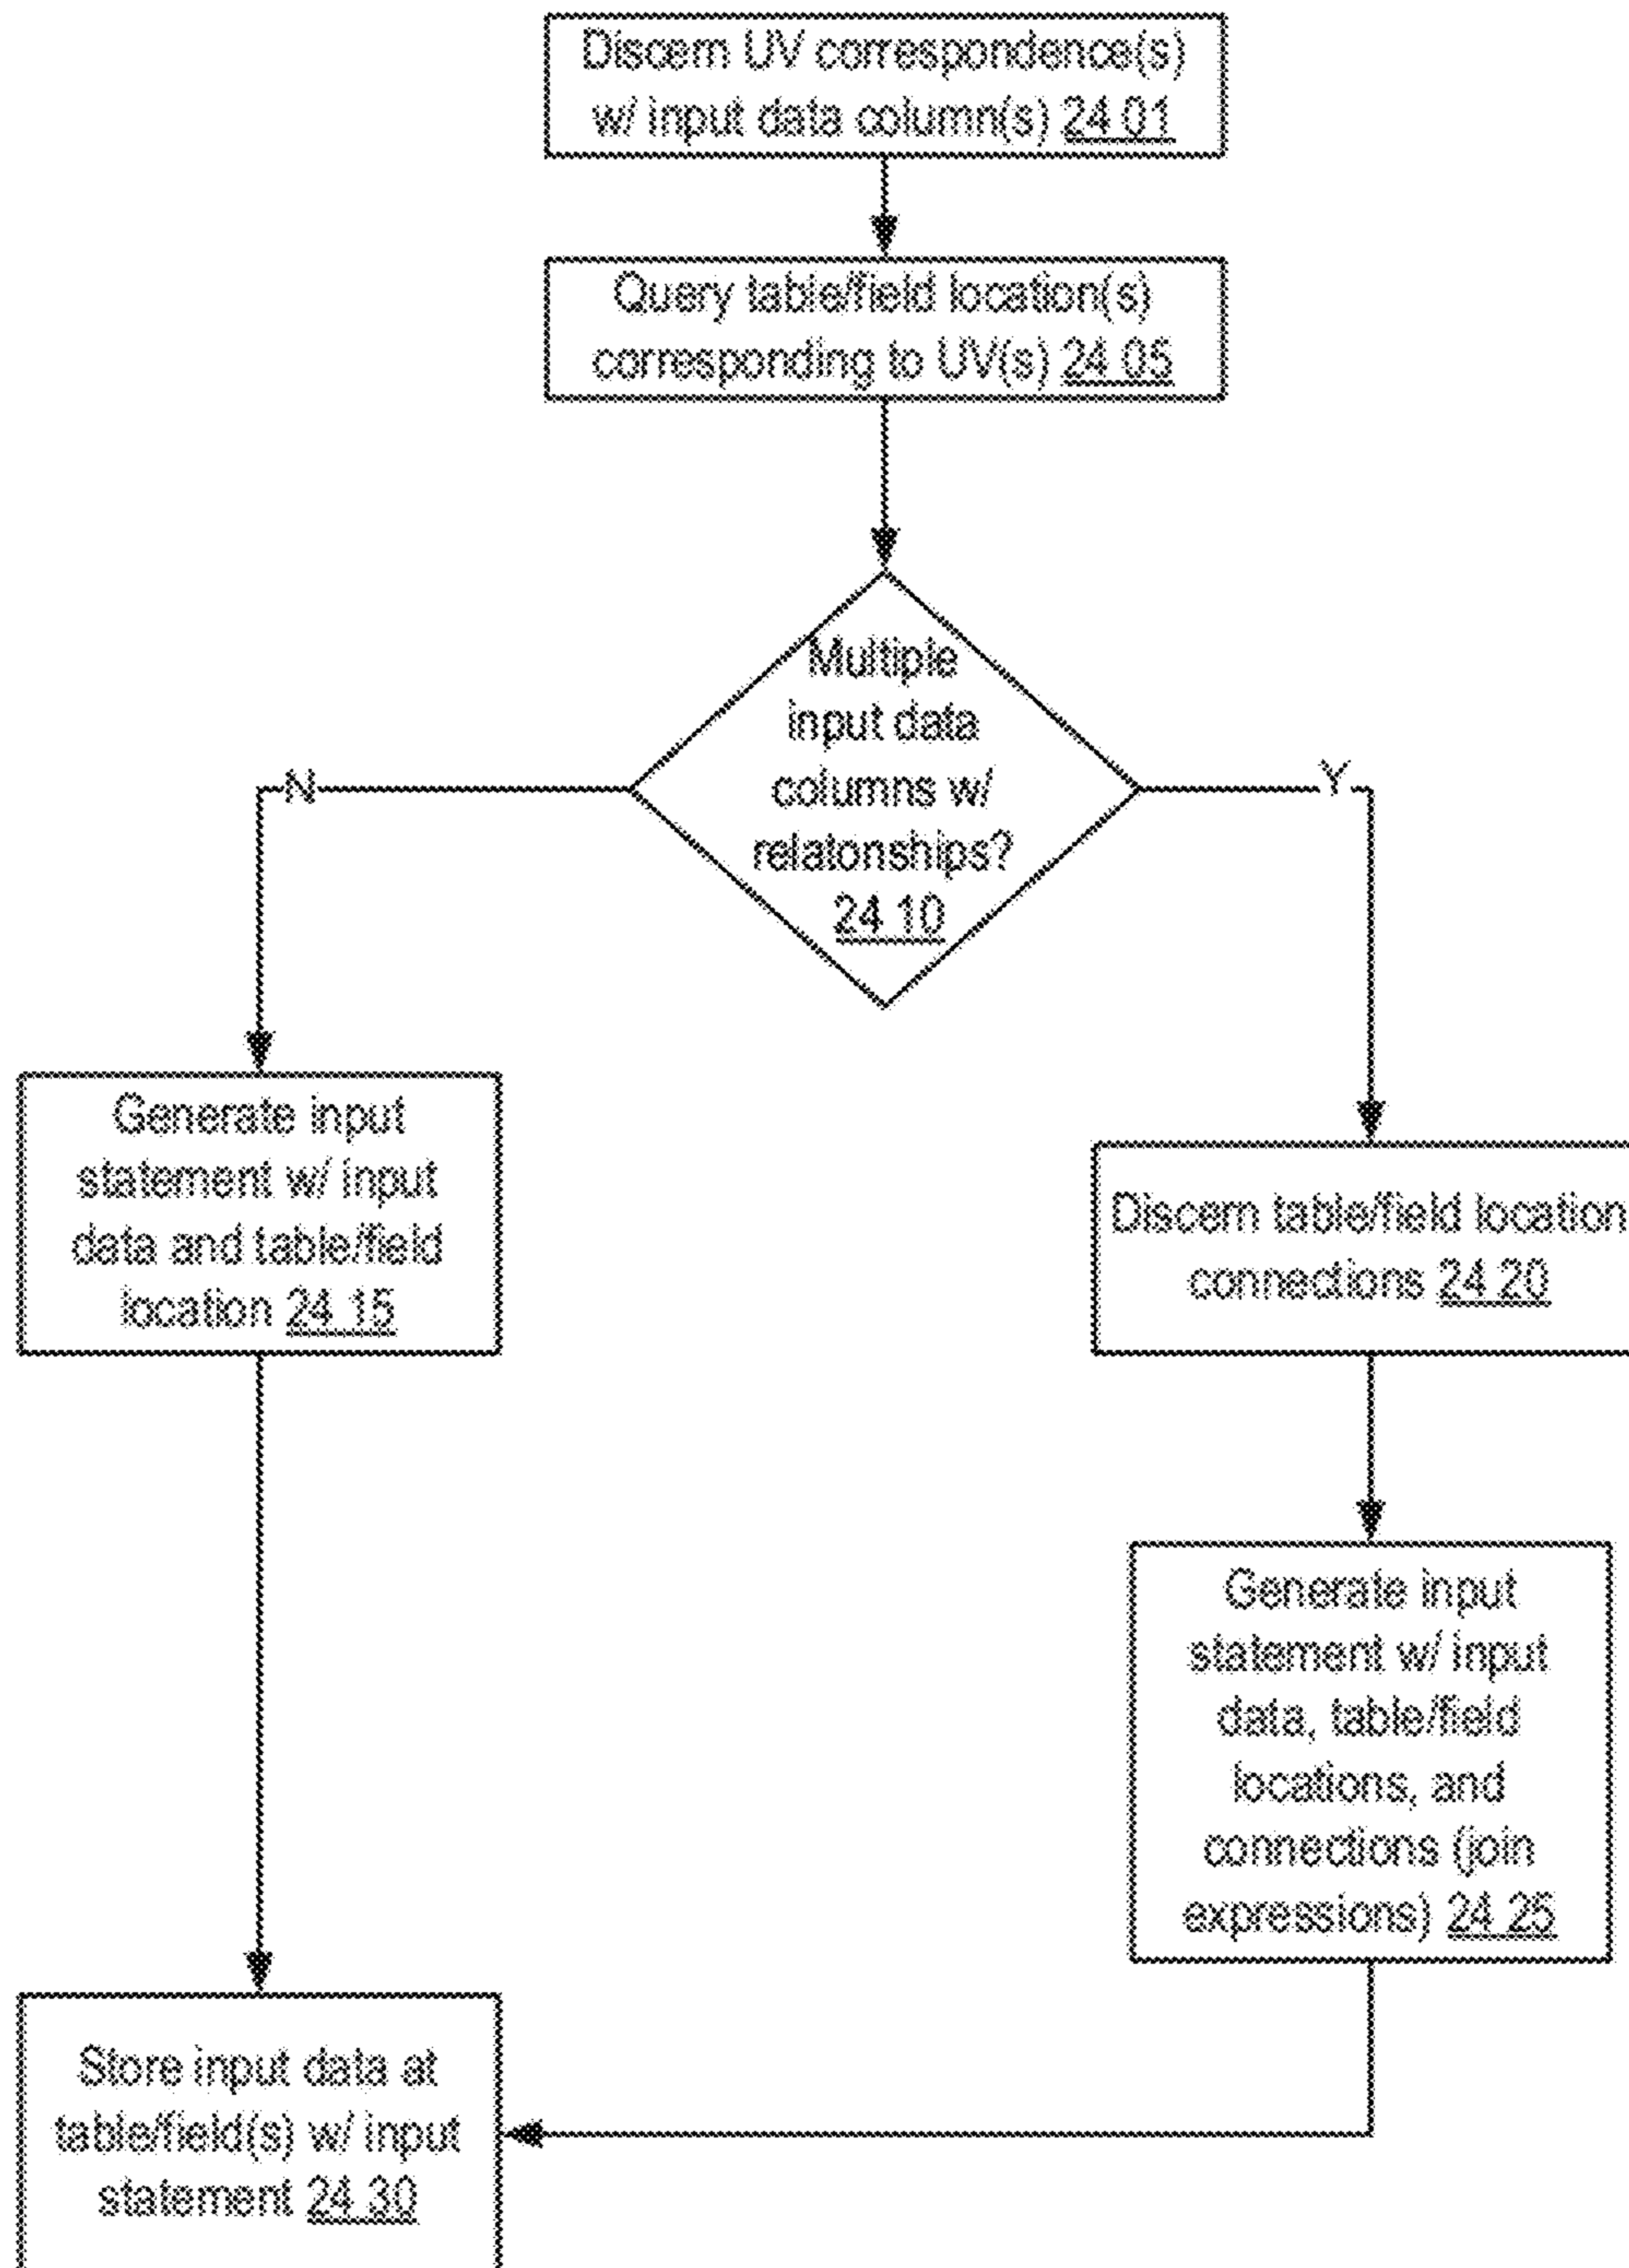 Discern UV correspondence(s)
w/ input data column(s) 24.01
Query table/field location(s)
corresponding to UV(s) 24.05
Multiple
input data
columns w/
relatonships?
24.10
N
Y
Generate input
statement w/ input
data and table/field
location 24.15
Discern table/field location
connections 24.20
Generate input
statement w/ input
data, table/field
locations, and
connections (join
expressions) 24.25
Store input data at
table/field(s) w/ input
statement 24.30